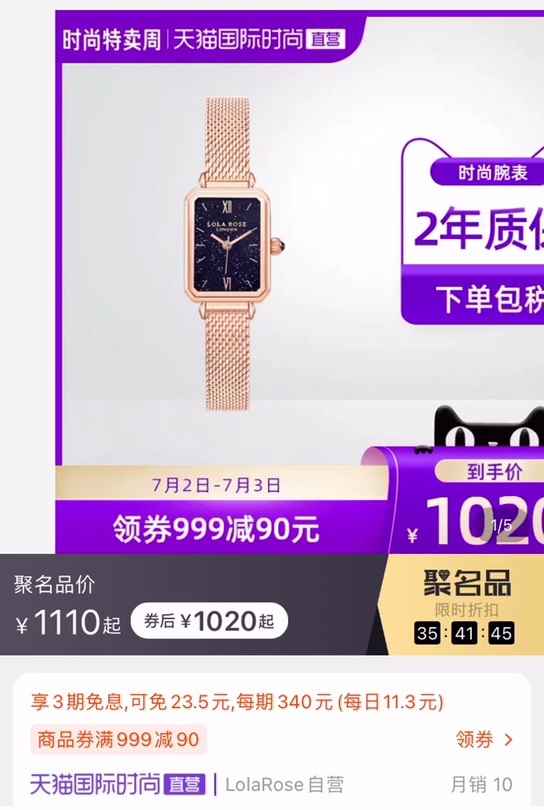 时尚特卖周 | 天猫国际时尚 直营
LOLA ROSE
LONDON
时尚腕表
2年质保
下单包税
7月2日-7月3日
领券999减90元
到手价
¥1020
1/5
聚名品价
¥1110起 券后¥1020起
聚名品
限时折扣
35:41:45
享3期免息,可免23.5元,每期340元(每日11.3元)
商品券满999减90
领券 >
天猫国际时尚 直营 | LolaRose自营
月销 10